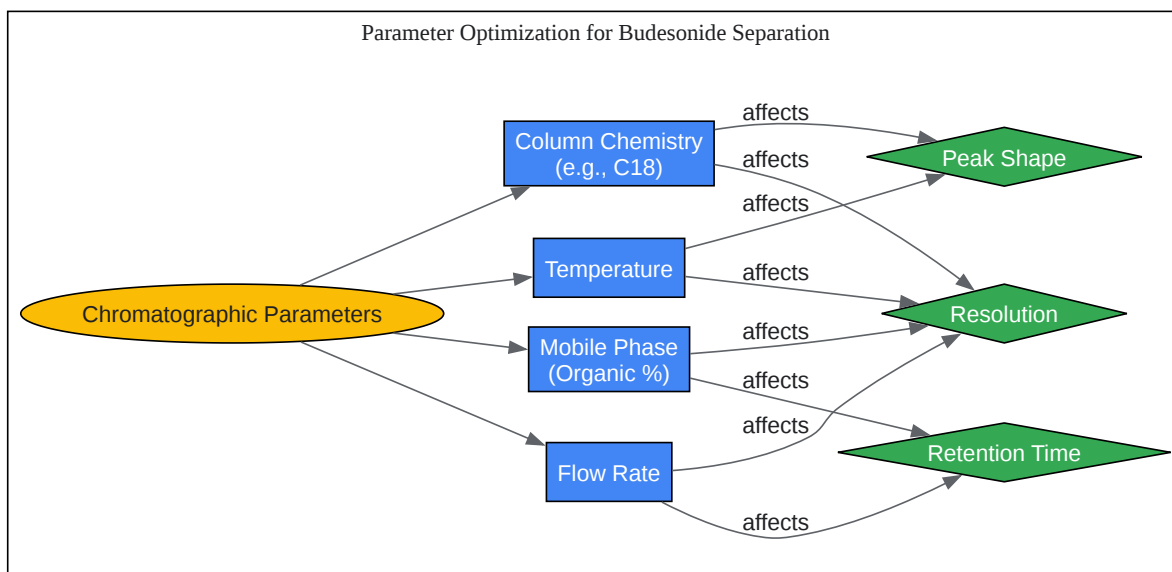 Parameter Optimization for Budesonide Separation
Chromatographic Parameters
Column Chemistry
(e.g., C18)
Temperature
Mobile Phase
(Organic %)
Flow Rate
affects
affects
affects
affects
affects
affects
affects
affects
Peak Shape
Resolution
Retention Time